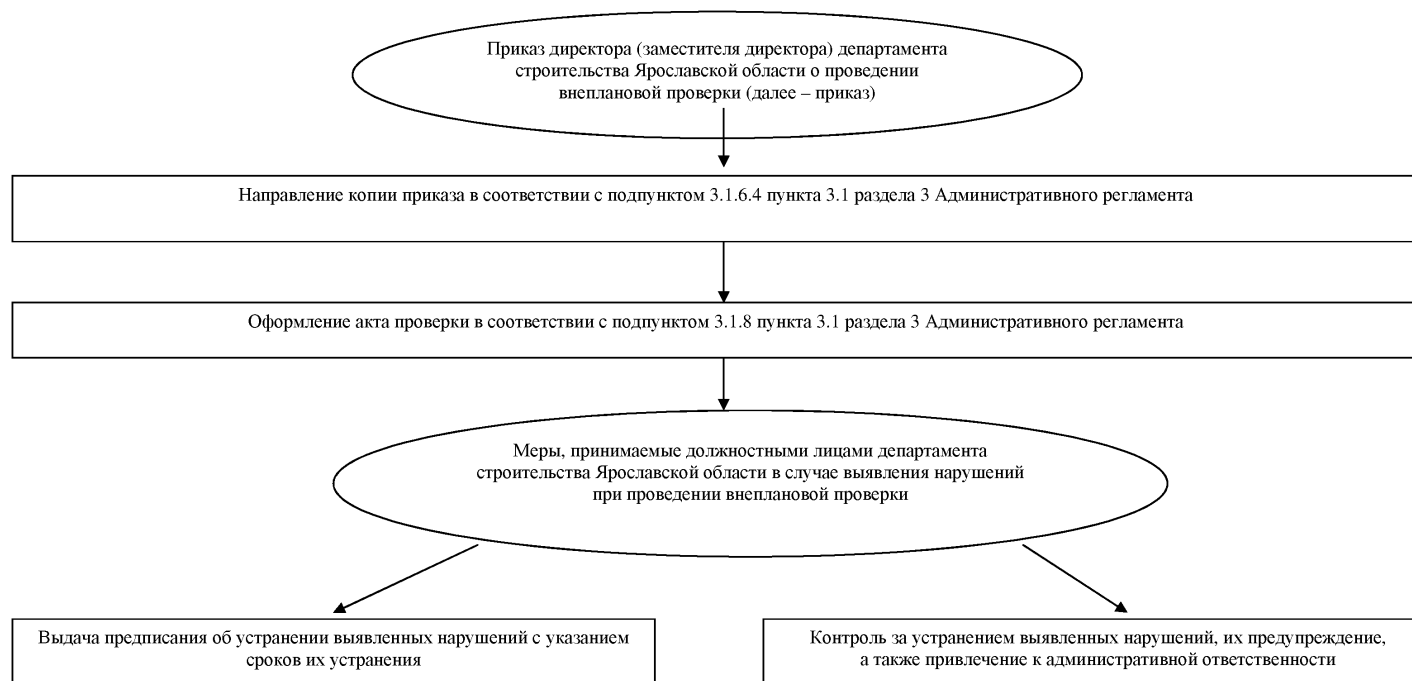 Приказ директора (заместителя директора) департамента
строительства Ярославской области о проведении
внеплановой проверки (далее – приказ)
Направление копии приказа в соответствии с подпунктом 3.1.6.4 пункта 3.1 раздела 3 Административного регламента
Оформление акта проверки в соответствии с подпунктом 3.1.8 пункта 3.1 раздела 3 Административного регламента
Меры, принимаемые должностными лицами департамента
строительства Ярославской области в случае выявления нарушений
при проведении внеплановой проверки
Выдача предписания об устранении выявленных нарушений с указанием
сроков их устранения
Контроль за устранением выявленных нарушений, их предупреждение,
а также привлечение к административной ответственности